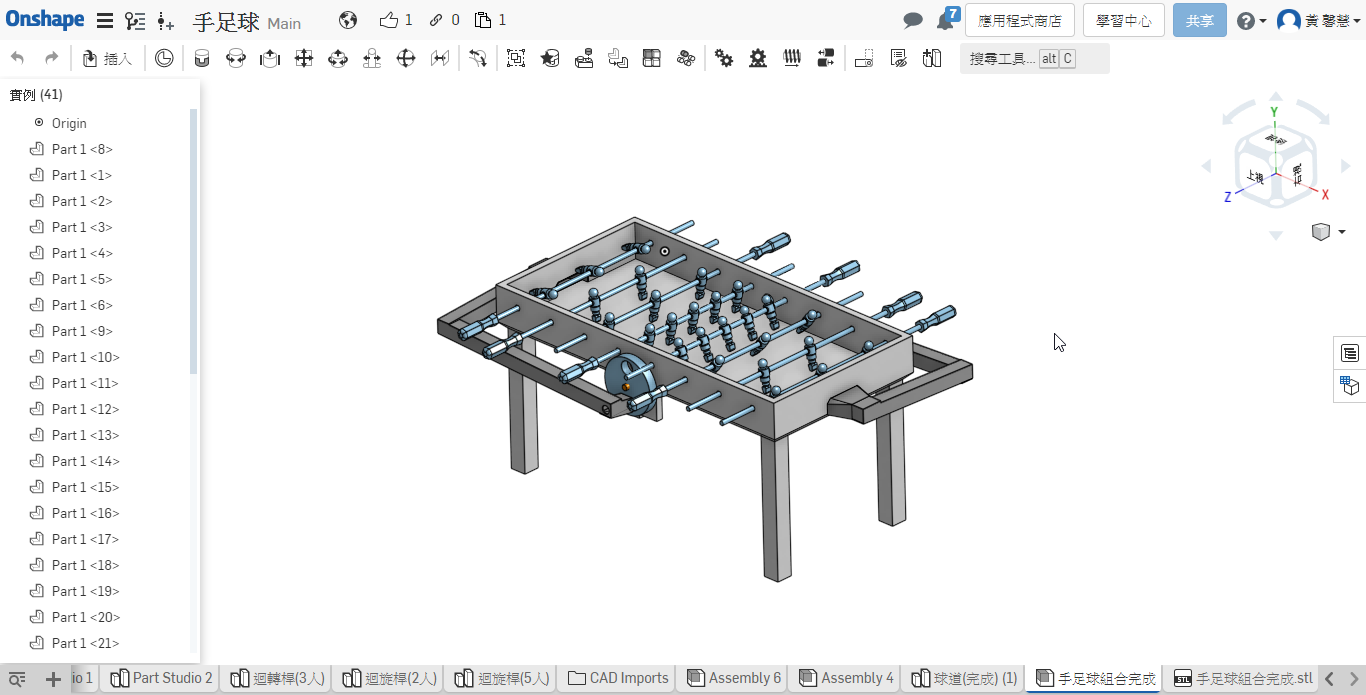 Onshape 手足球 Main 1 0 1 7 應用程式商店 學習中心 共享 ? 黃 馨慧
插入 搜尋工具... alt C
實例 (41)
Origin
Part 1 <8>
Part 1 <1>
Part 1 <2>
Part 1 <3>
Part 1 <4>
Part 1 <5>
Part 1 <6>
Part 1 <9>
Part 1 <10>
Part 1 <11>
Part 1 <12>
Part 1 <13>
Part 1 <14>
Part 1 <15>
Part 1 <16>
Part 1 <17>
Part 1 <18>
Part 1 <19>
Part 1 <20>
Part 1 <21>
Y
上視
Z
X
io 1 Part Studio 2 迴轉桿(3人) 迴旋桿(2人) 迴旋桿(5人) CAD Imports Assembly 6 Assembly 4 球道(完成) (1) 手足球組合完成 STL 手足球組合完成.stl